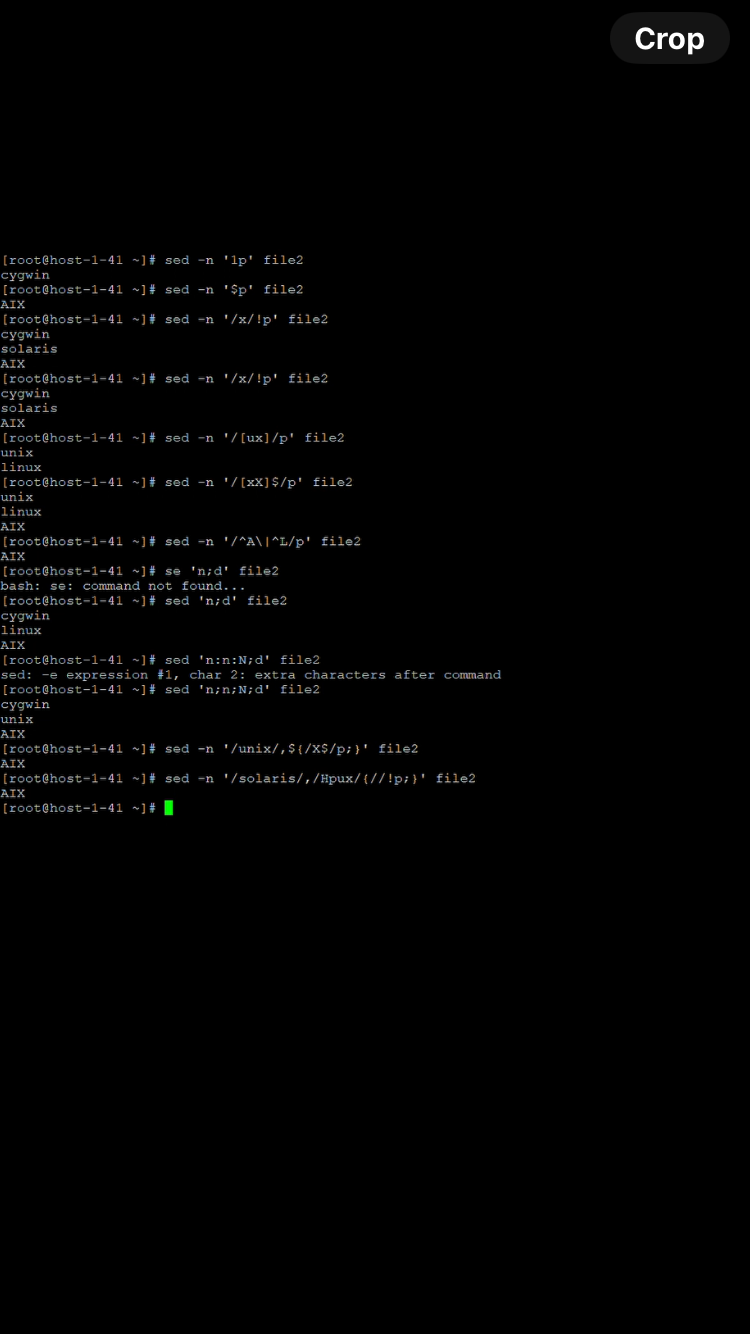 Crop
[root@host-1-41 ~]# sed -n '1p' file2
cygwin
[root@host-1-41 ~]# sed -n '$p' file2
AIX
[root@host-1-41 ~]# sed -n '/x/!p' file2
cygwin
solaris
AIX
[root@host-1-41 ~]# sed -n '/x/!p' file2
cygwin
solaris
AIX
[root@host-1-41 ~]# sed -n '/[ux]/p' file2
unix
linux
[root@host-1-41 ~]# sed -n '/[xX]$/p' file2
unix
linux
AIX
[root@host-1-41 ~]# sed -n '/^A\|^L/p' file2
AIX
[root@host-1-41 ~]# se 'n;d' file2
bash: se: command not found...
[root@host-1-41 ~]# sed 'n;d' file2
cygwin
linux
AIX
[root@host-1-41 ~]# sed 'n:n:N;d' file2
sed: -e expression #1, char 2: extra characters after command
[root@host-1-41 ~]# sed 'n;n;N;d' file2
cygwin
unix
AIX
[root@host-1-41 ~]# sed -n '/unix/,${/X$/p;}' file2
AIX
[root@host-1-41 ~]# sed -n '/solaris/,/Hpux/{//!p;}' file2
AIX
[root@host-1-41 ~]#